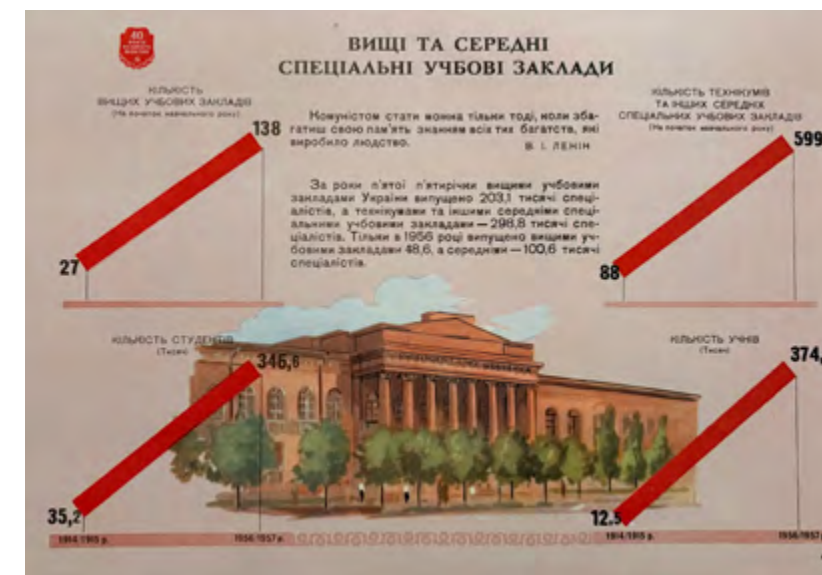 40
ВИЩІ ТА СЕРЕДНІ
СПЕЦІАЛЬНІ УЧБОВІ ЗАКЛАДИ
КІЛЬКІСТЬ
ВИЩИХ УЧБОВИХ ЗАКЛАДІВ
(На початок навчального року)
138
27
Комуністом стати можна тільки тоді, коли зба-
гатиш свою пам'ять знанням всіх тих багатств, які
виробило людство.
В. І. ЛЕНІН
За роки п'ятої п'ятирічки вищими учбовими
закладами України випущено 203,1 тисячі спеці-
алістів, а технікумами та іншими середніми спеці-
альними учбовими закладами — 298,8 тисячі спе-
ціалістів. Тільки в 1956 році випущено вищими уч-
бовими закладами 48,6, а середніми — 100,6 тисячі
спеціалістів.
КІЛЬКІСТЬ ТЕХНІКУМІВ
ТА ІНШИХ СЕРЕДНІХ
СПЕЦІАЛЬНИХ УЧБОВИХ ЗАКЛАДІВ
(На початок навчального року)
599
88
КІЛЬКІСТЬ СТУДЕНТІВ
(Тисяч)
346,6
35,2
1914/1915 р.
1956/1957 р.
КІЛЬКІСТЬ УЧНІВ
(Тисяч)
374,
12.5
1914/1915 р.
1956/1957